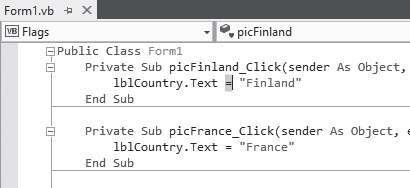 Form1.vb
VB Flags picFinland
Public Class Form1
Private Sub picFinland_Click(sender As Object,
lblCountry.Text = "Finland"
End Sub
Private Sub picFrance_Click(sender As Object, e
lblCountry.Text = "France"
End Sub